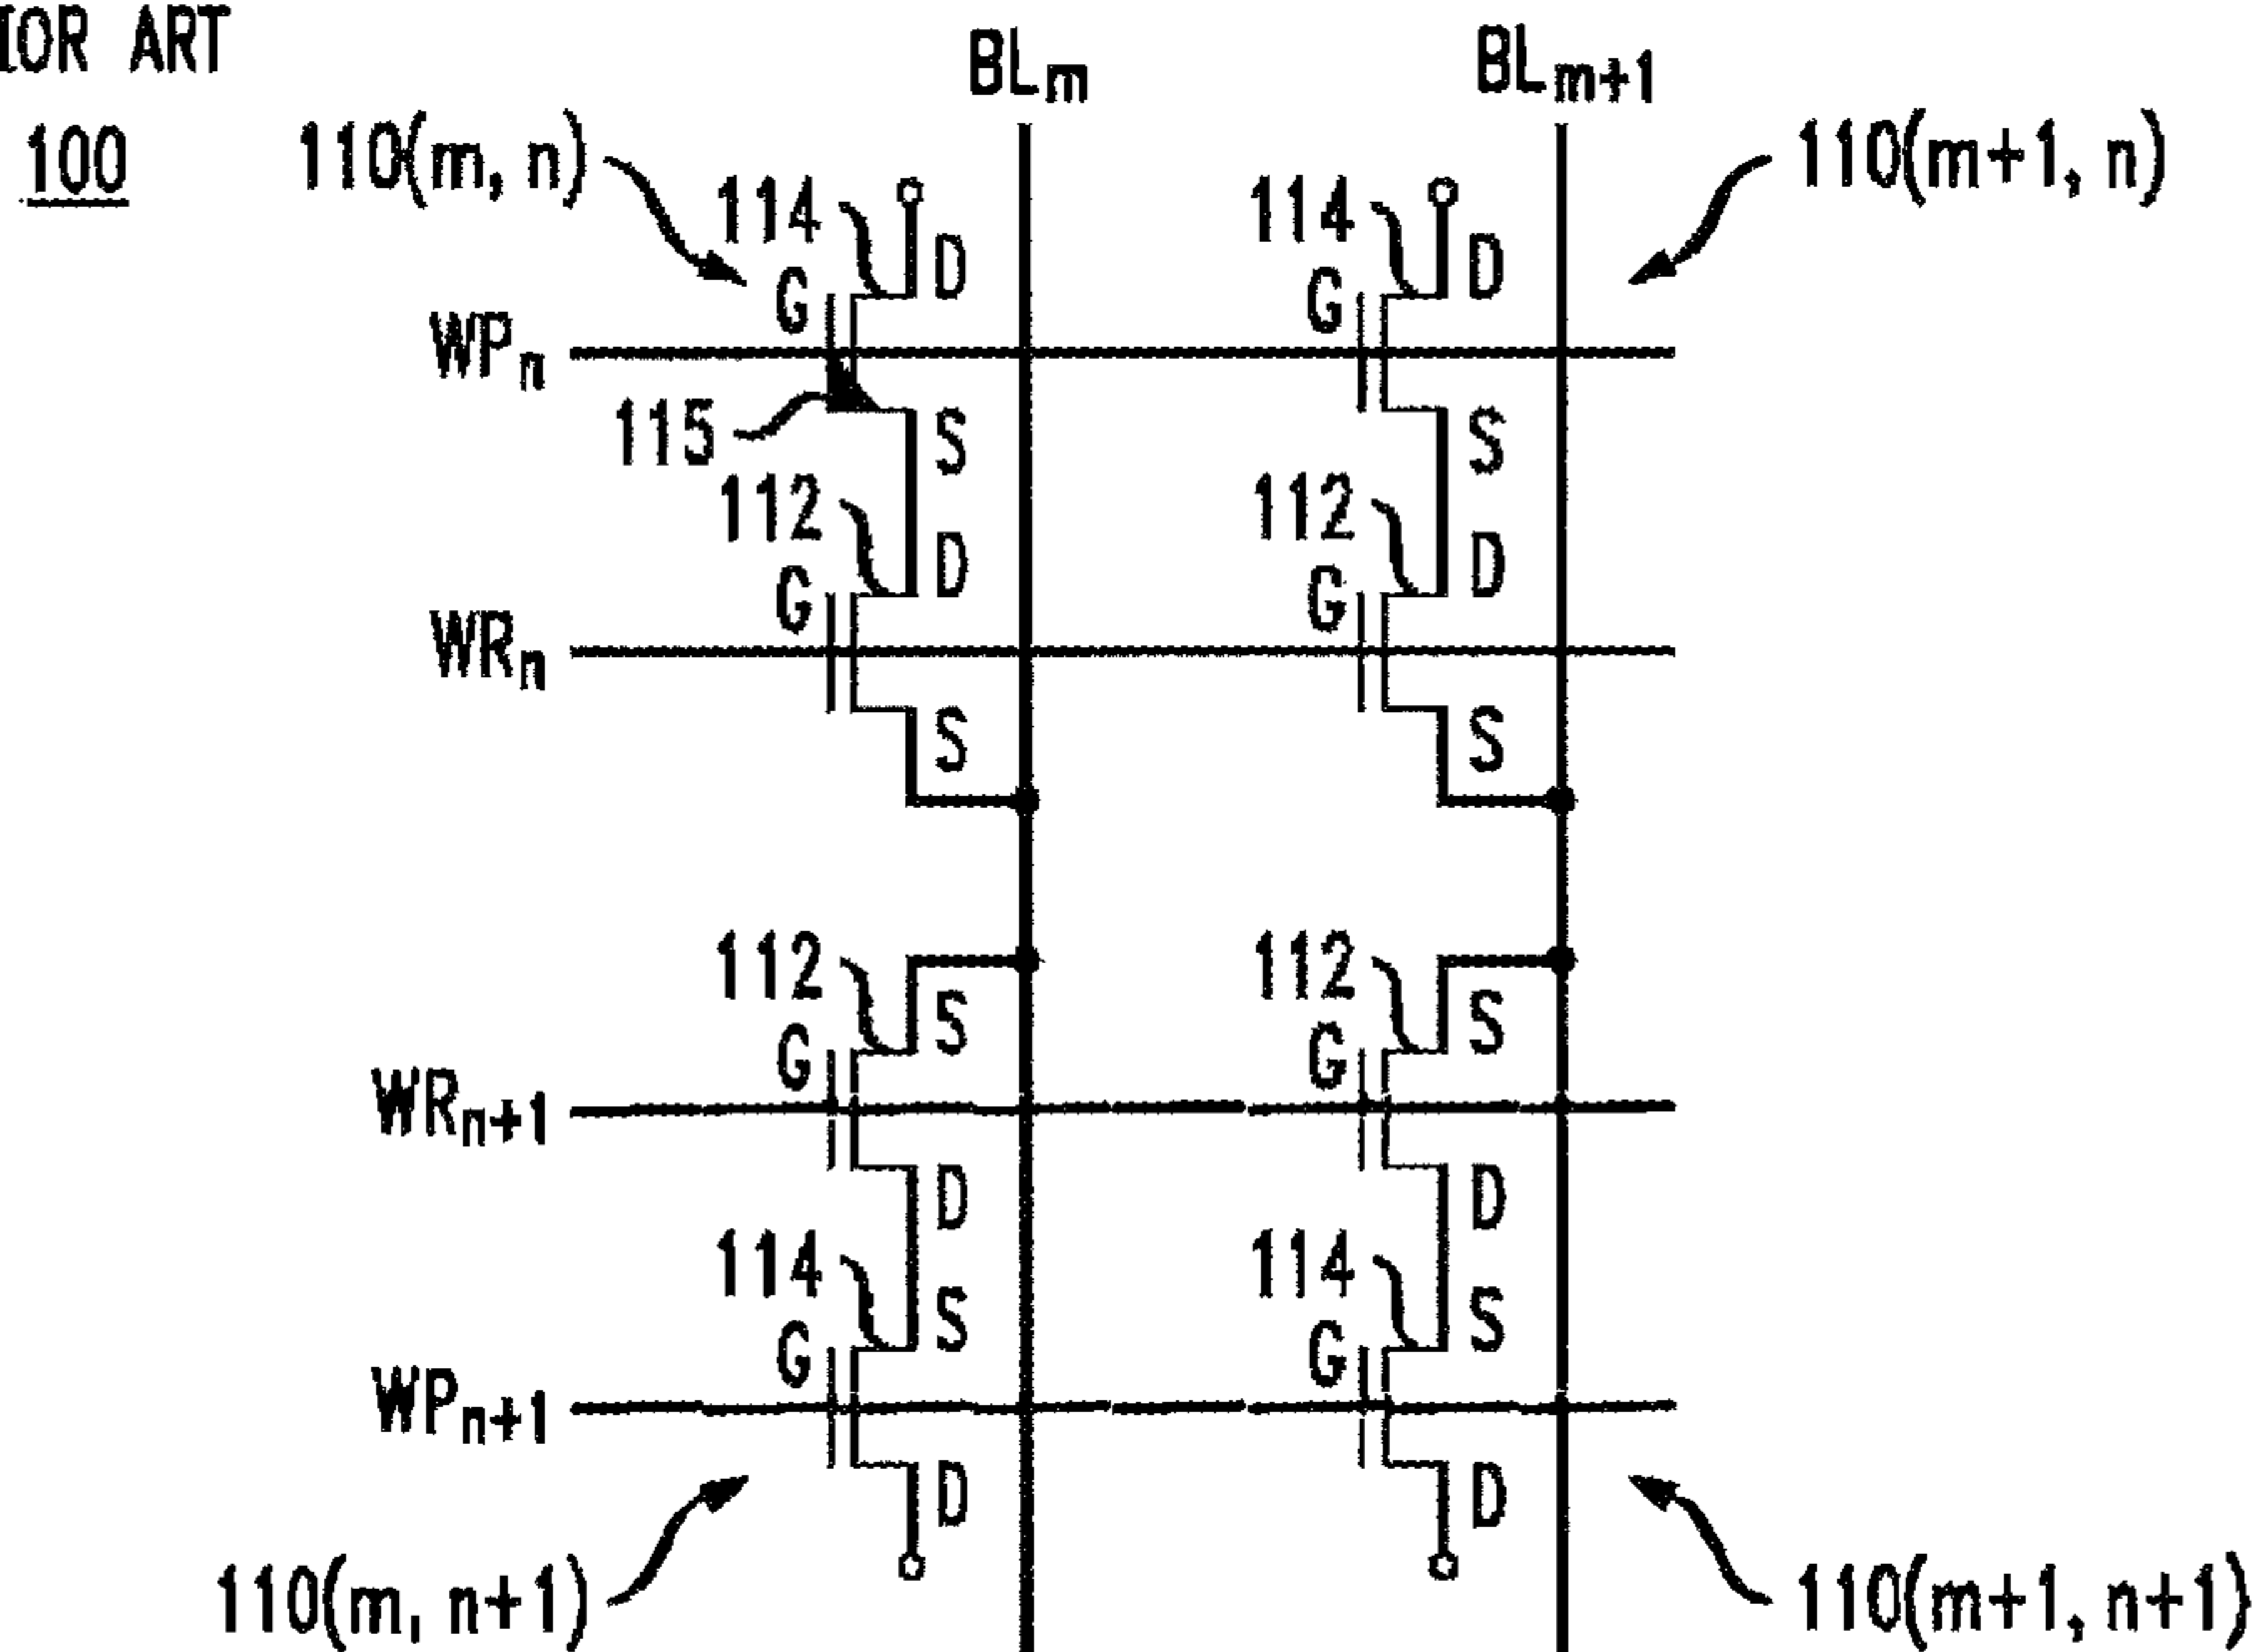 IOR ART
100
BLm
BLm+1
110(m, n)
110(m+1, n)
114
D
114
D
G
G
WPn
115
S
S
112
D
112
D
G
G
WRn
S
S
112
S
112
S
G
G
WRn+1
D
D
114
S
114
S
G
G
WPn+1
D
D
110(m, n+1)
110(m+1, n+1)